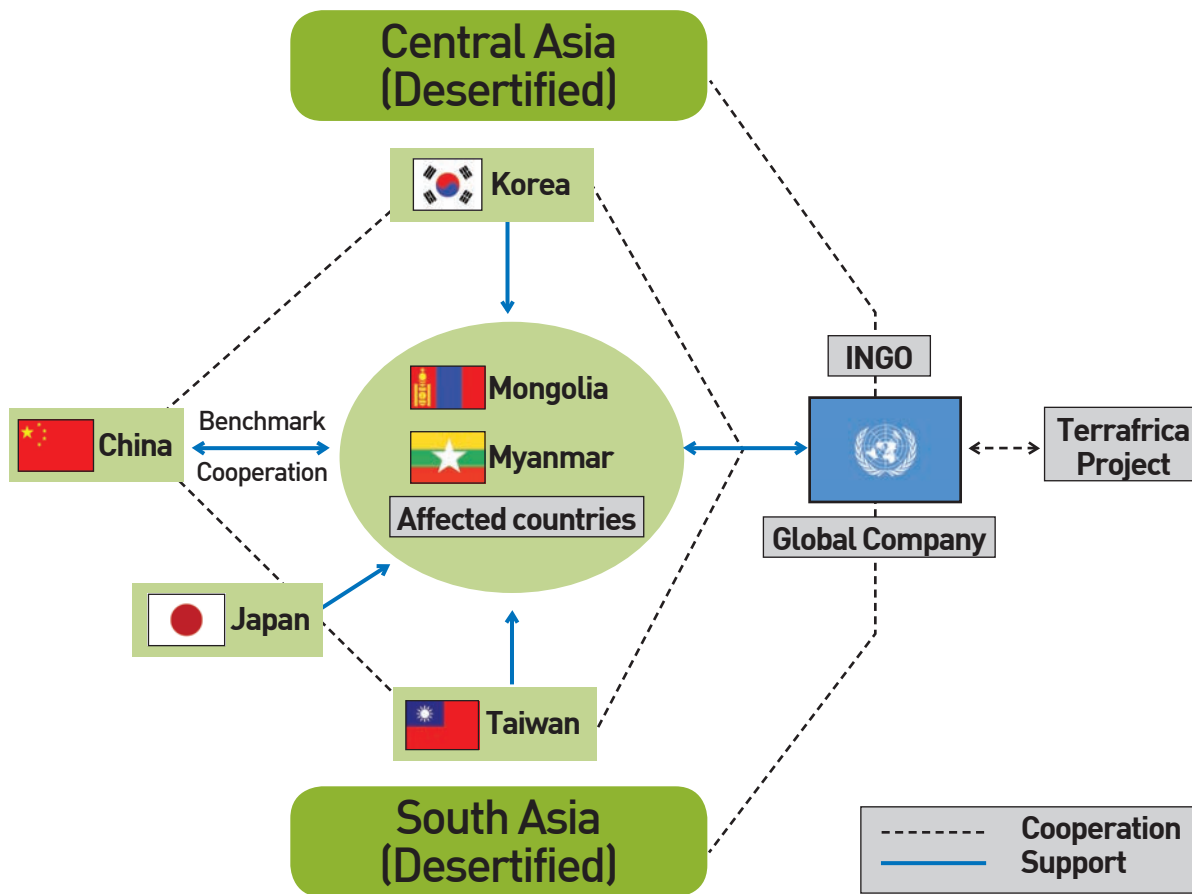 Central Asia
(Desertified)
Korea
INGO
Mongolia
China
Benchmark
Cooperation
Myanmar
Affected countries
Terrafrica
Project
Global Company
Japan
Taiwan
South Asia
(Desertified)
Cooperation
Support